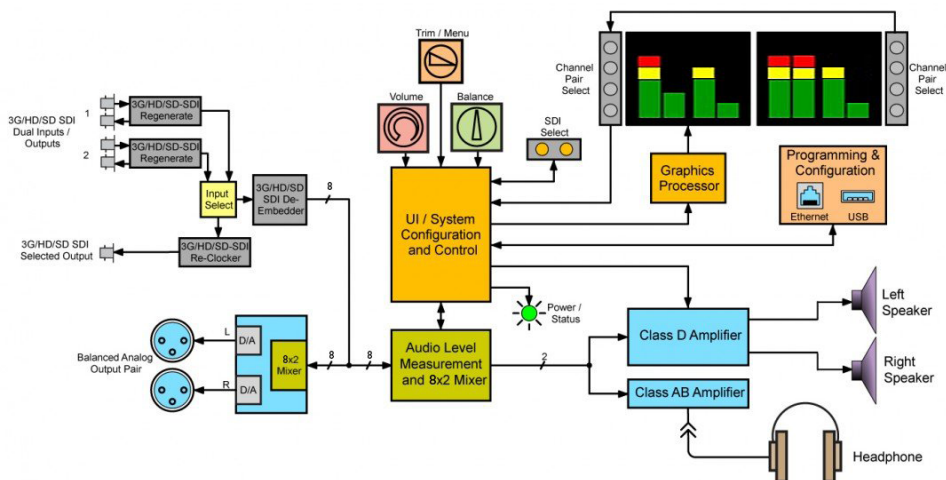 Trim / Menu
Volume
Balance
Channel
Pair
Select
Channel
Pair
Select
SDI
Select
3G/HD/SD SDI
Dual Inputs /
Outputs
1
3G/HD/SD-SDI
Regenerate
2
3G/HD/SD-SDI
Regenerate
Input
Select
3G/HD/SD
SDI De-
Embedder
8
3G/HD/SD SDI
Selected Output
3G/HD/SD-SDI
Re-Clocker
UI / System
Configuration
and Control
Graphics
Processor
Programming &
Configuration
Ethernet
USB
Power /
Status
Balanced Analog
Output Pair
L
D/A
R
D/A
8x2
Mixer
8
8
Audio Level
Measurement
and 8x2 Mixer
2
Class D Amplifier
Class AB Amplifier
Left
Speaker
Right
Speaker
Headphone